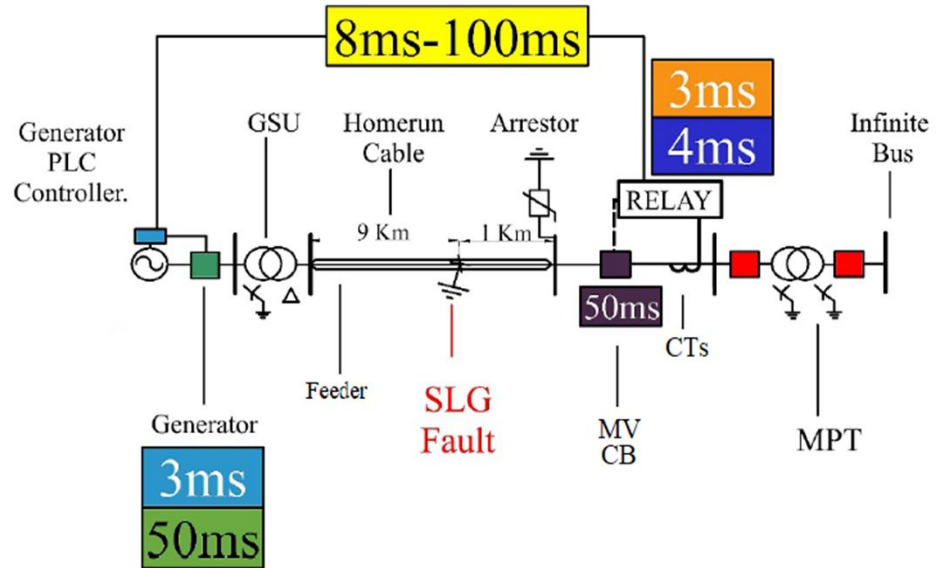 8ms-100ms
3ms
4ms
Generator
PLC
Controller.
GSU
Homerun
Cable
Arrestor
Infinite
Bus
RELAY
9 Km
1 Km
50ms
CTs
Feeder
SLG
Fault
MV
CB
MPT
Generator
3ms
50ms